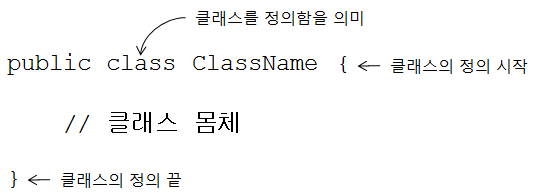 클래스를 정의함을 의미
public class ClassName { 클래스의 정의 시작
// 클래스 몸체
} 클래스의 정의 끝